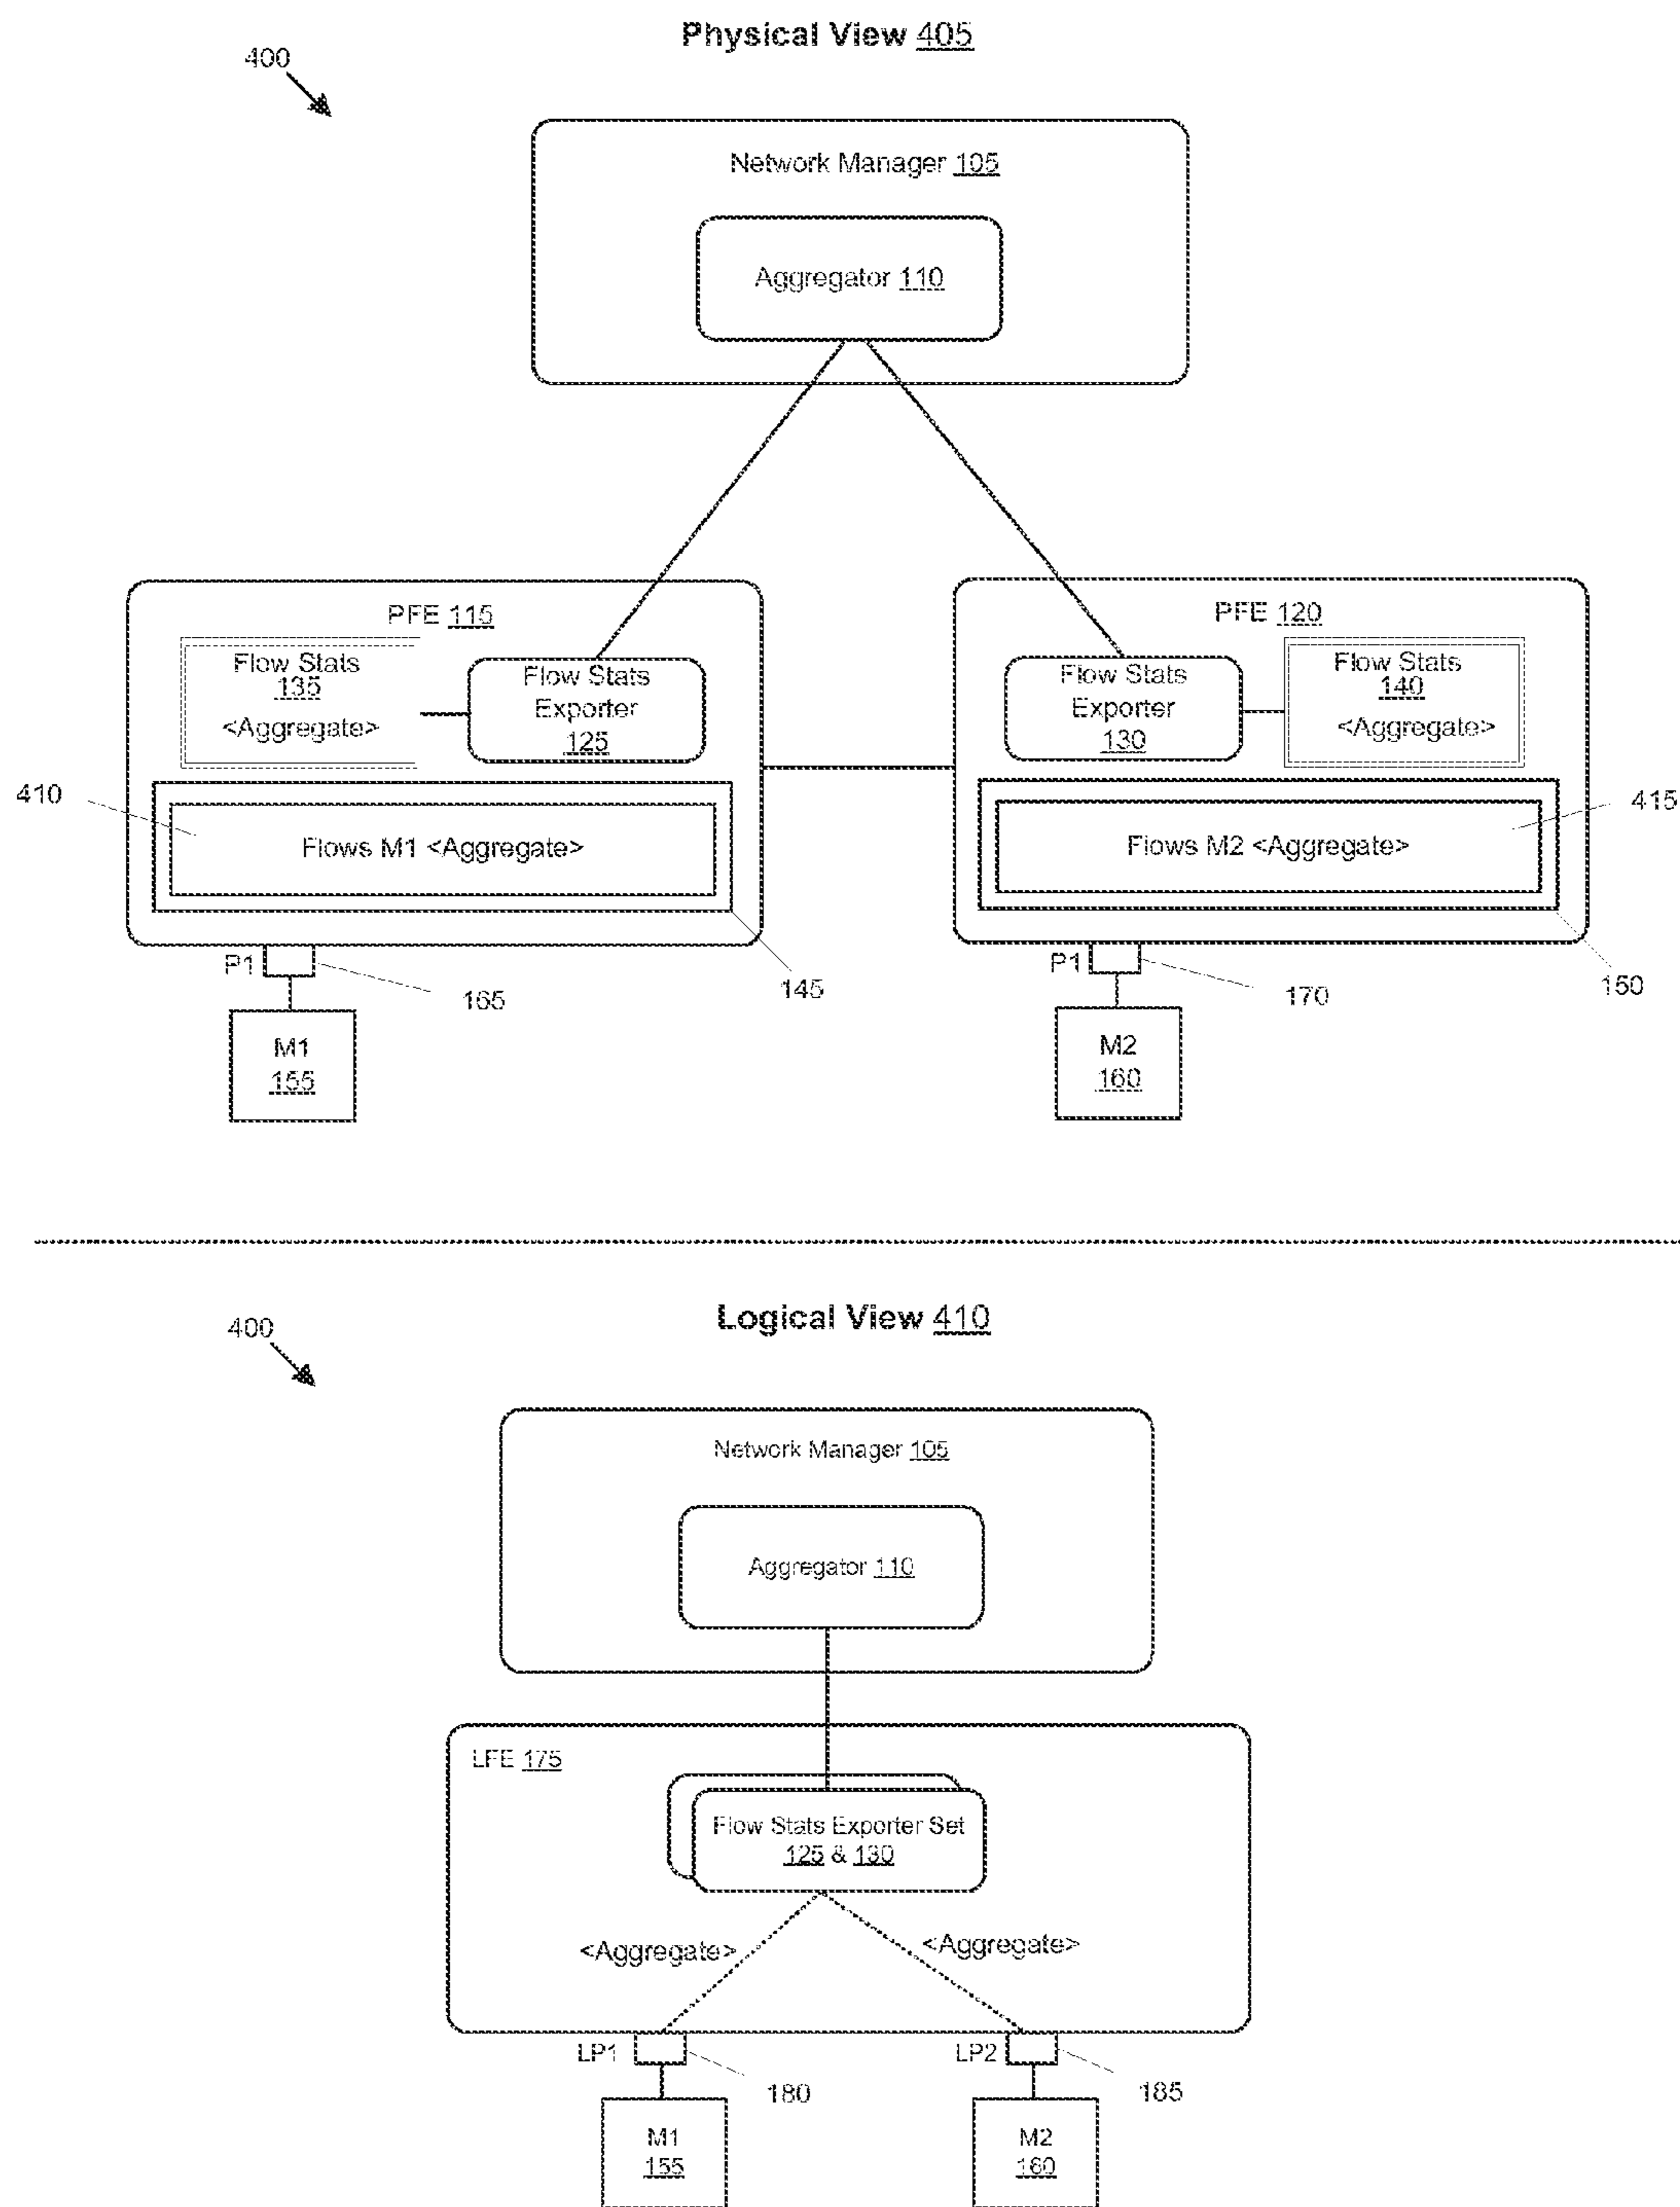 Physical View 405
400
Network Manager 105
Aggregator 110
PFE 115
Flow Stats
135
<Aggregate>
Flow Stats
Exporter
125
410
Flows M1 <Aggregate>
P1
165
145
M1
155
PFE 120
Flow Stats
Exporter
130
Flow Stats
140
<Aggregate>
415
Flows M2 <Aggregate>
P1
170
150
M2
160
Logical View 410
400
Network Manager 105
Aggregator 110
LFE 175
Flow Stats Exporter Set
125 & 130
<Aggregate>
<Aggregate>
LP1
180
LP2
185
M1
155
M2
160